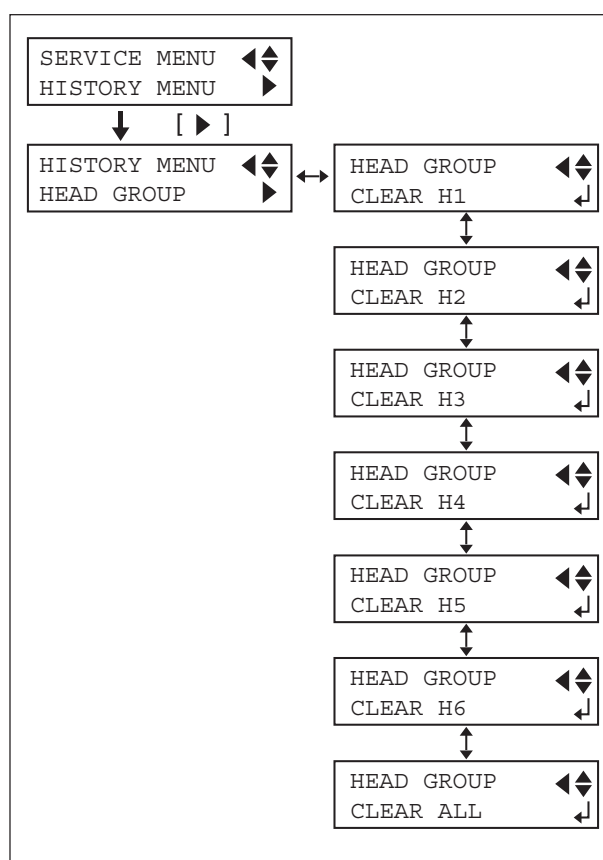 SERVICE MENU
HISTORY MENU
[ ▶ ]
HISTORY MENU
HEAD GROUP
HEAD GROUP
CLEAR H1
HEAD GROUP
CLEAR H2
HEAD GROUP
CLEAR H3
HEAD GROUP
CLEAR H4
HEAD GROUP
CLEAR H5
HEAD GROUP
CLEAR H6
HEAD GROUP
CLEAR ALL